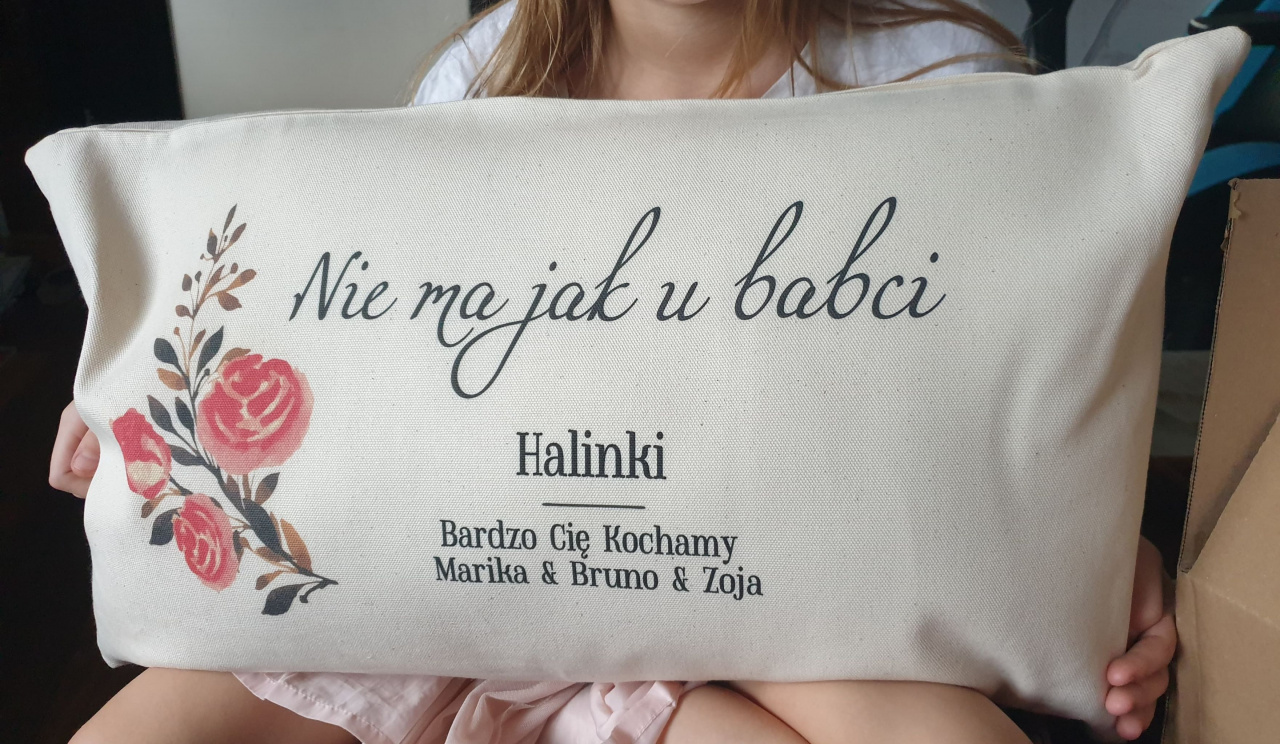 Nie ma jak u babci
Halinki
Bardzo Cię Kochamy
Marika & Bruno & Zoja